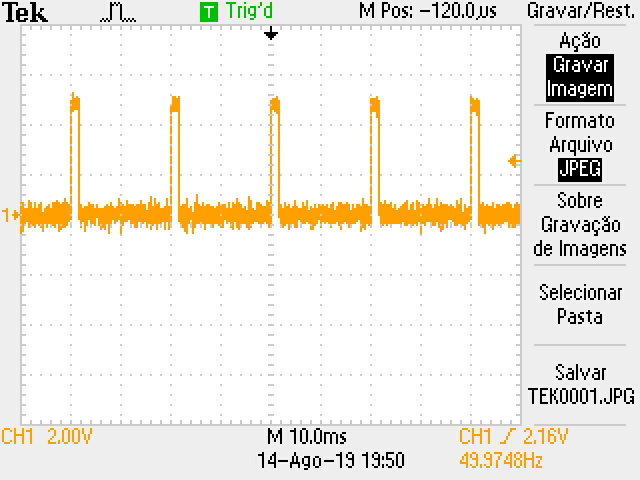 Tek T Trig'd M Pos: -120.0µs Gravar/Rest.
Ação
Gravar
Imagem
Formato
Arquivo
JPEG
Sobre
Gravação
de Imagens
Selecionar
Pasta
Salvar
TEK0001.JPG
1
CH1 2.00V M 10.0ms CH1 2.16V
14-Ago-19 19:50 49.9748Hz